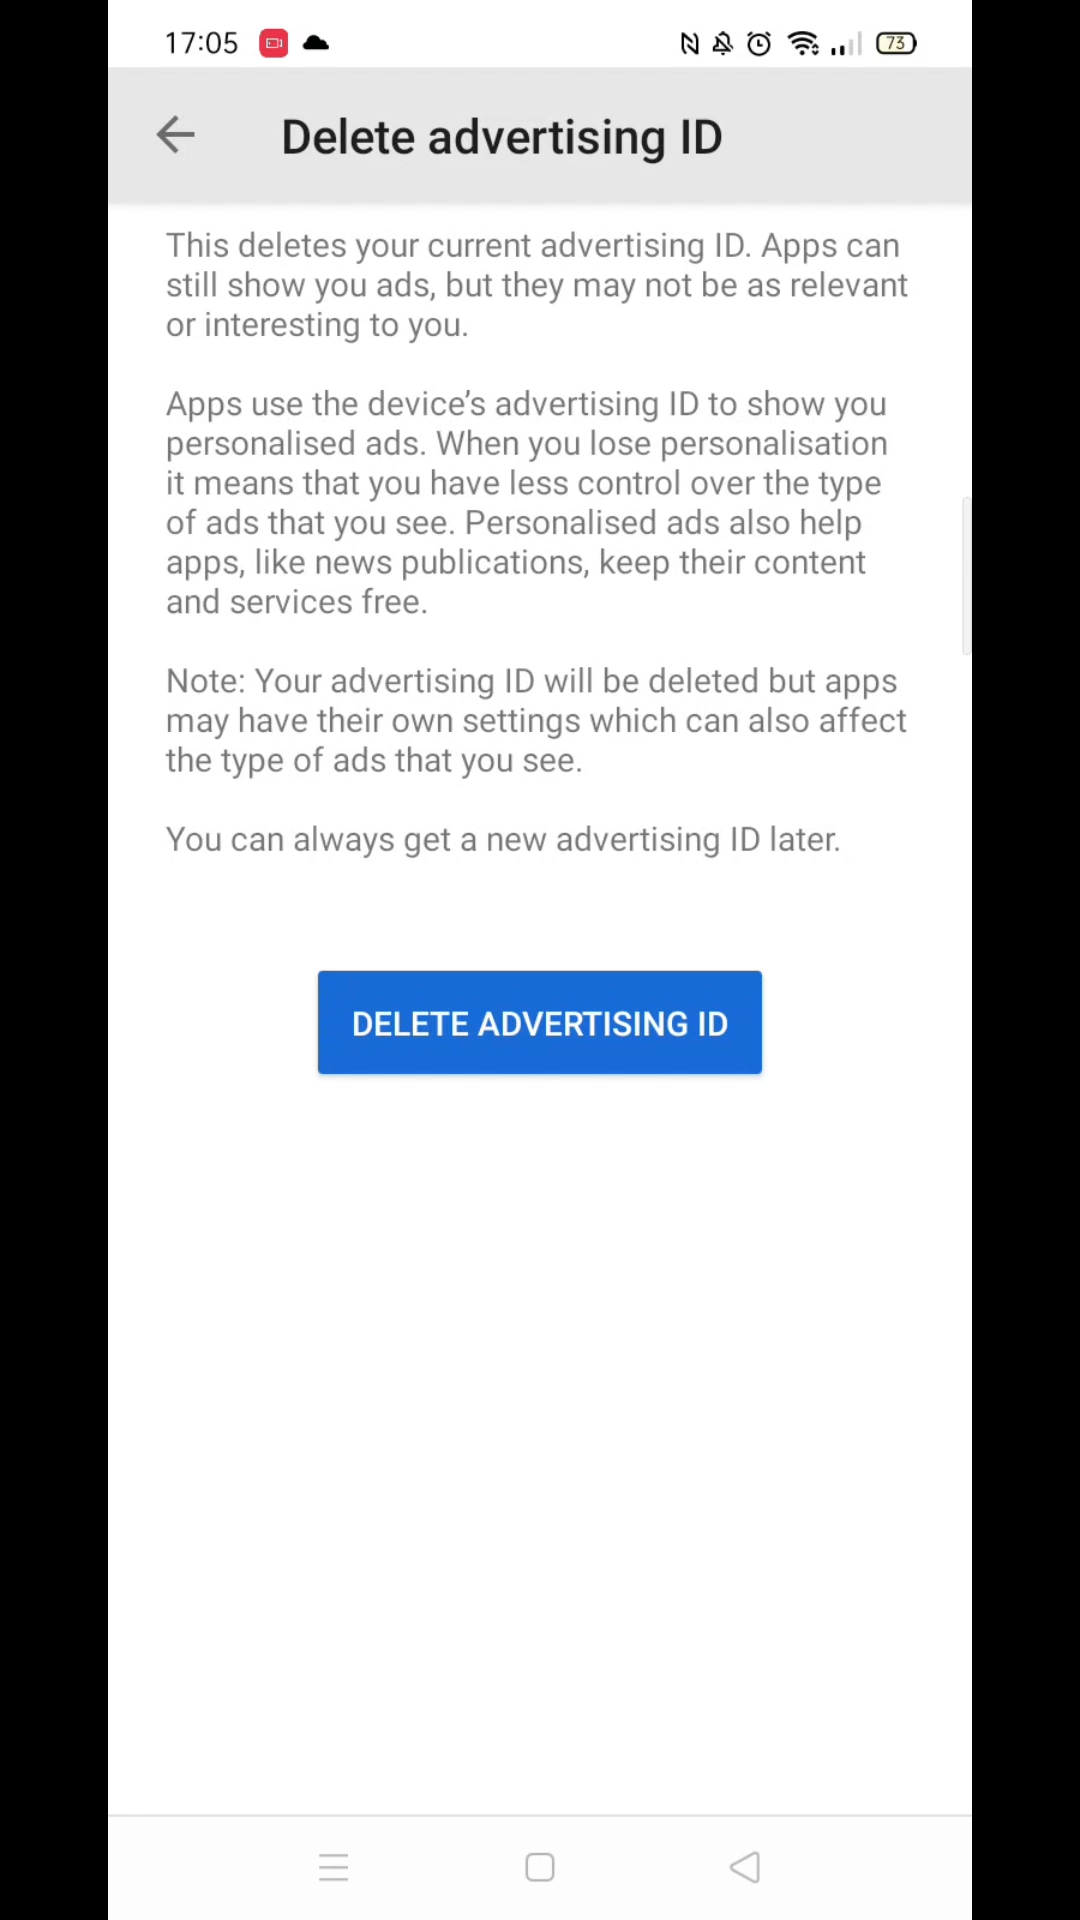 17:05
73
Delete advertising ID
This deletes your current advertising ID. Apps can
still show you ads, but they may not be as relevant
or interesting to you.
Apps use the device’s advertising ID to show you
personalised ads. When you lose personalisation
it means that you have less control over the type
of ads that you see. Personalised ads also help
apps, like news publications, keep their content
and services free.
Note: Your advertising ID will be deleted but apps
may have their own settings which can also affect
the type of ads that you see.
You can always get a new advertising ID later.
DELETE ADVERTISING ID